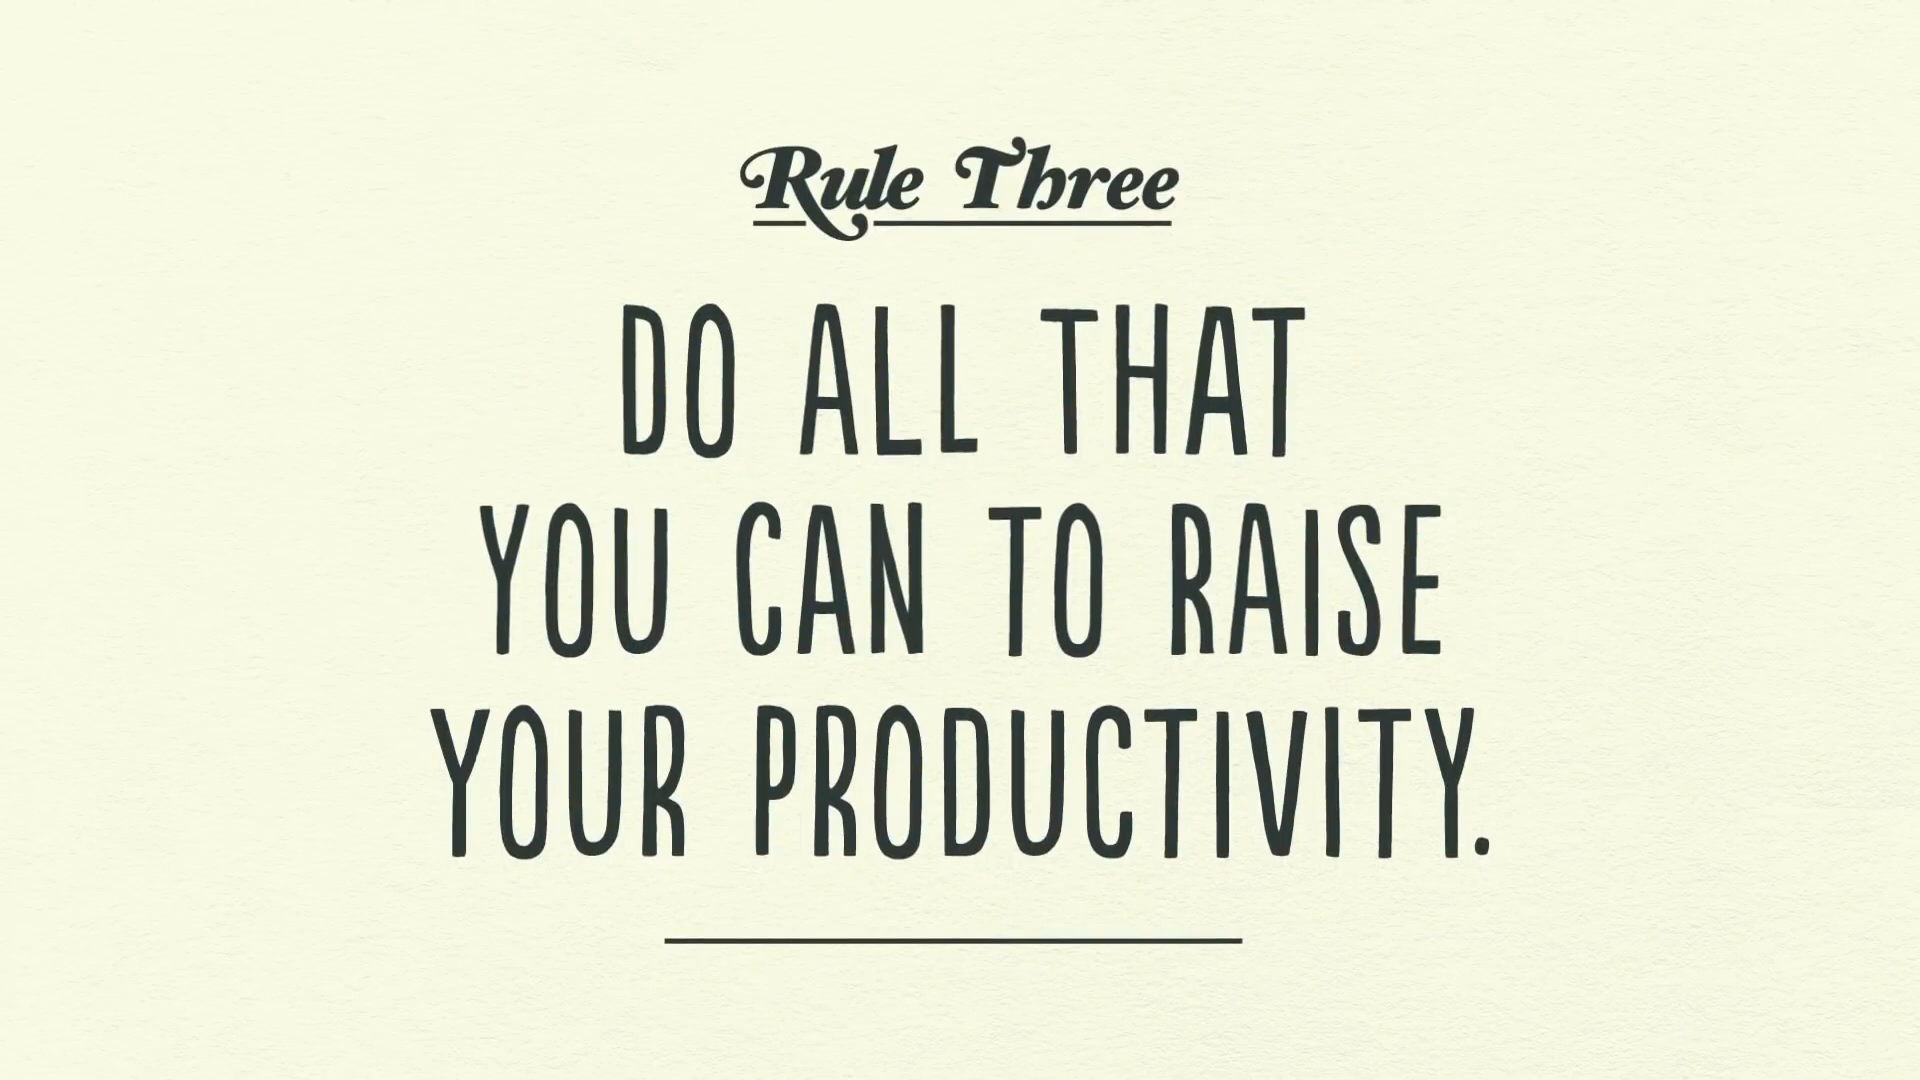 Rule Three
DO ALL THAT
YOU CAN TO RAISE
YOUR PRODUCTIVITY.